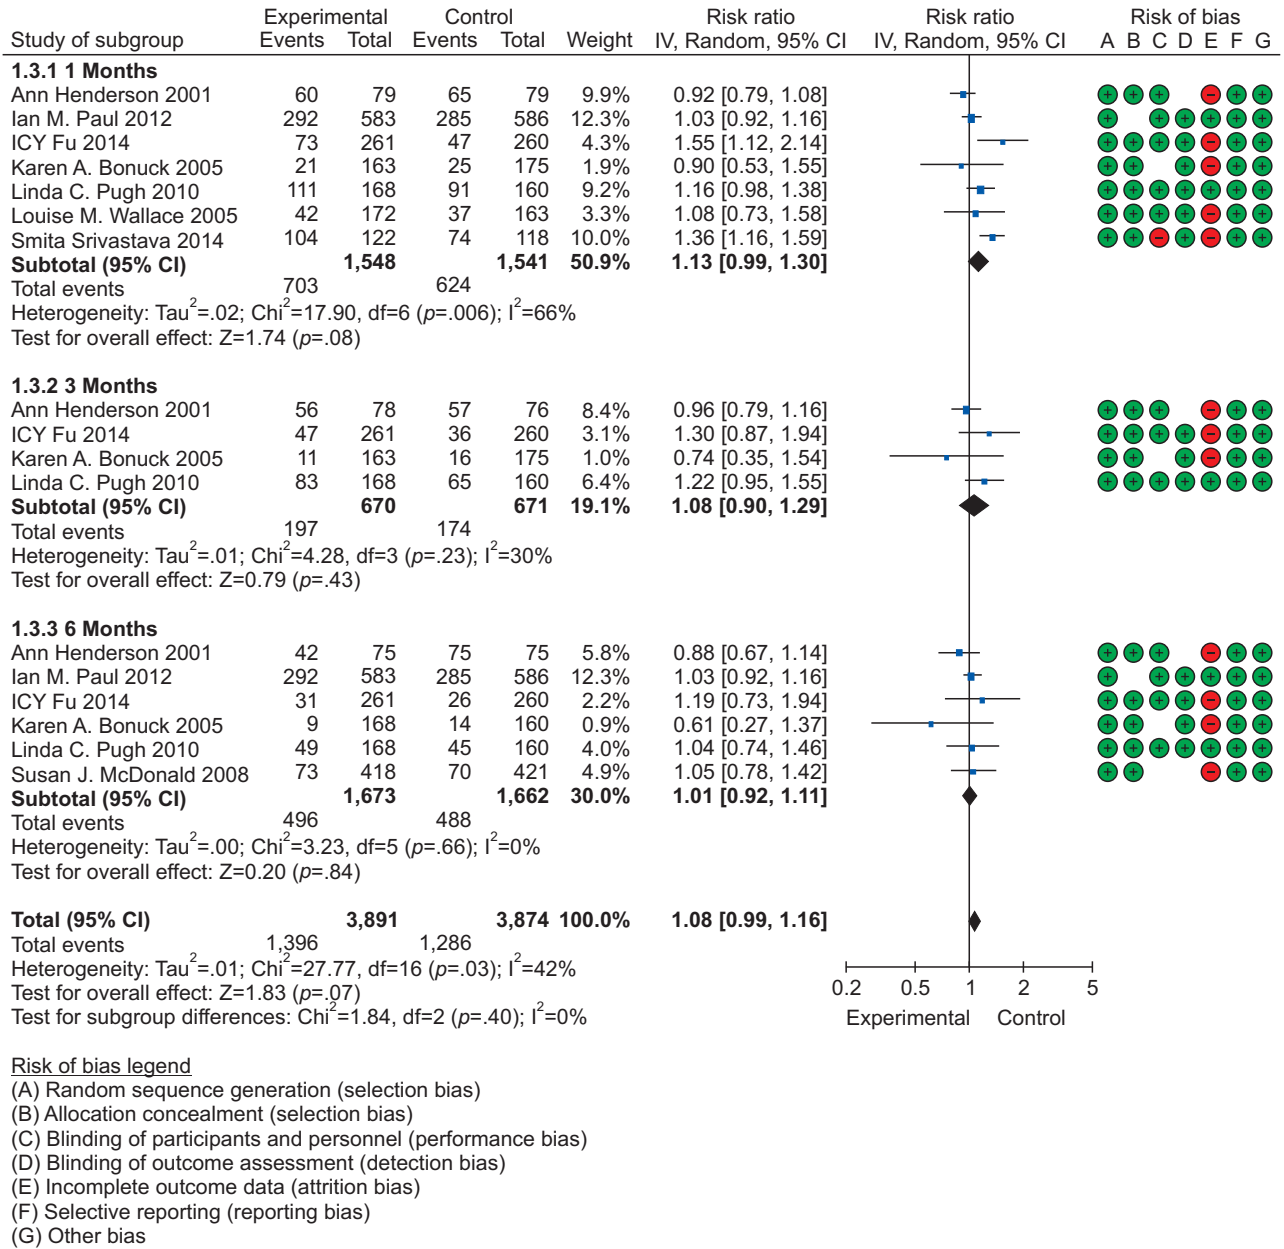 Experimental Control Risk ratio Risk ratio Risk of bias
Study of subgroup Events Total Events Total Weight IV, Random, 95% CI IV, Random, 95% CI A B C D E F G
1.3.1 1 Months
Ann Henderson 2001 60 79 65 79 9.9% 0.92 [0.79, 1.08] + + + − + +
Ian M. Paul 2012 292 583 285 586 12.3% 1.03 [0.92, 1.16] + + + + + +
ICY Fu 2014 73 261 47 260 4.3% 1.55 [1.12, 2.14] + + + + − + +
Karen A. Bonuck 2005 21 163 25 175 1.9% 0.90 [0.53, 1.55] + + + − + +
Linda C. Pugh 2010 111 168 91 160 9.2% 1.16 [0.98, 1.38] + + + + + + +
Louise M. Wallace 2005 42 172 37 163 3.3% 1.08 [0.73, 1.58] + + + + − + +
Smita Srivastava 2014 104 122 74 118 10.0% 1.36 [1.16, 1.59] + + − + − + +
Subtotal (95% CI) 1,548 1,541 50.9% 1.13 [0.99, 1.30]
Total events 703 624
Heterogeneity: Tau²=.02; Chi²=17.90, df=6 (p=.006); I²=66%
Test for overall effect: Z=1.74 (p=.08)
1.3.2 3 Months
Ann Henderson 2001 56 78 57 76 8.4% 0.96 [0.79, 1.16] + + + − + +
ICY Fu 2014 47 261 36 260 3.1% 1.30 [0.87, 1.94] + + + + − + +
Karen A. Bonuck 2005 11 163 16 175 1.0% 0.74 [0.35, 1.54] + + + − + +
Linda C. Pugh 2010 83 168 65 160 6.4% 1.22 [0.95, 1.55] + + + + + + +
Subtotal (95% CI) 670 671 19.1% 1.08 [0.90, 1.29]
Total events 197 174
Heterogeneity: Tau²=.01; Chi²=4.28, df=3 (p=.23); I²=30%
Test for overall effect: Z=0.79 (p=.43)
1.3.3 6 Months
Ann Henderson 2001 42 75 75 75 5.8% 0.88 [0.67, 1.14] + + + − + +
Ian M. Paul 2012 292 583 285 586 12.3% 1.03 [0.92, 1.16] + + + + + +
ICY Fu 2014 31 261 26 260 2.2% 1.19 [0.73, 1.94] + + + + − + +
Karen A. Bonuck 2005 9 168 14 160 0.9% 0.61 [0.27, 1.37] + + + − + +
Linda C. Pugh 2010 49 168 45 160 4.0% 1.04 [0.74, 1.46] + + + + + + +
Susan J. McDonald 2008 73 418 70 421 4.9% 1.05 [0.78, 1.42] + + − + +
Subtotal (95% CI) 1,673 1,662 30.0% 1.01 [0.92, 1.11]
Total events 496 488
Heterogeneity: Tau²=.00; Chi²=3.23, df=5 (p=.66); I²=0%
Test for overall effect: Z=0.20 (p=.84)
Total (95% CI) 3,891 3,874 100.0% 1.08 [0.99, 1.16]
Total events 1,396 1,286
Heterogeneity: Tau²=.01; Chi²=27.77, df=16 (p=.03); I²=42%
Test for overall effect: Z=1.83 (p=.07)
Test for subgroup differences: Chi²=1.84, df=2 (p=.40); I²=0%
0.2 0.5 1 2 5
Experimental Control
Risk of bias legend
(A) Random sequence generation (selection bias)
(B) Allocation concealment (selection bias)
(C) Blinding of participants and personnel (performance bias)
(D) Blinding of outcome assessment (detection bias)
(E) Incomplete outcome data (attrition bias)
(F) Selective reporting (reporting bias)
(G) Other bias